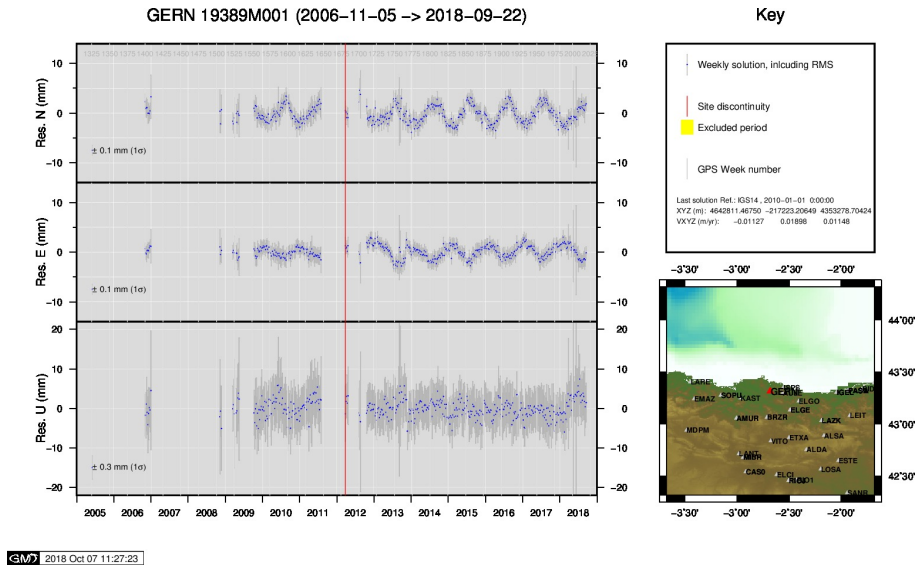 GERN 19389M001 (2006−11−05 −> 2018−09−22)
Key
Res. N (mm)
10
0
−10
10
0
−10
± 0.1 mm (1σ)
Res. E (mm)
10
0
−10
10
0
−10
± 0.1 mm (1σ)
Res. U (mm)
20
10
0
−10
−20
20
10
0
−10
−20
± 0.3 mm (1σ)
2005 2006 2007 2008 2009 2010 2011 2012 2013 2014 2015 2016 2017 2018
Weekly solution, inlcuding RMS
Site discontinuity
Excluded period
GPS Week number
Last solution Ref.: IGS14 , 2010−01−01 0:00:00
XYZ (m): 4642811.46750 −217223.20649 4353278.70424
VXYZ (m/yr): −0.01127 0.01898 0.01148
−3˚30' −3˚00' −2˚30' −2˚00'
44˚00'
43˚30'
43˚00'
42˚30'
LARE
EMAZ
SOPU
KAST
GERN
ELGO
IGEL
PASA
AMUR
BRZR
ELGE
LAZK
LEIT
MDPM
VITO
ETXA
ALSA
ALDA
LANT
ESTE
CAS0
ELCI
LOSA
SANR
−3˚30' −3˚00' −2˚30' −2˚00'
GMT 2018 Oct 07 11:27:23